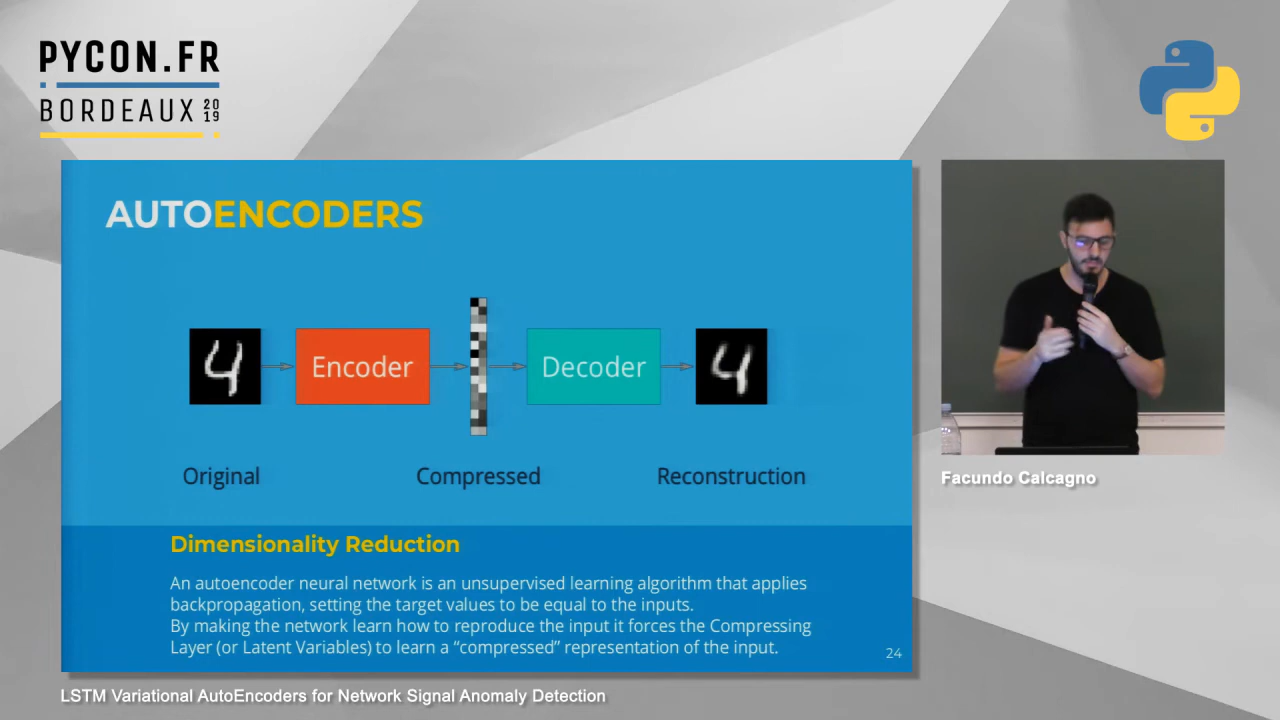 PYCON.FR
BORDEAUX 2019
AUTOENCODERS
Encoder
Decoder
Original
Compressed
Reconstruction
Dimensionality Reduction
An autoencoder neural network is an unsupervised learning algorithm that applies
backpropagation, setting the target values to be equal to the inputs.
By making the network learn how to reproduce the input it forces the Compressing
Layer (or Latent Variables) to learn a “compressed” representation of the input.
24
Facundo Calcagno
LSTM Variational AutoEncoders for Network Signal Anomaly Detection
4
4